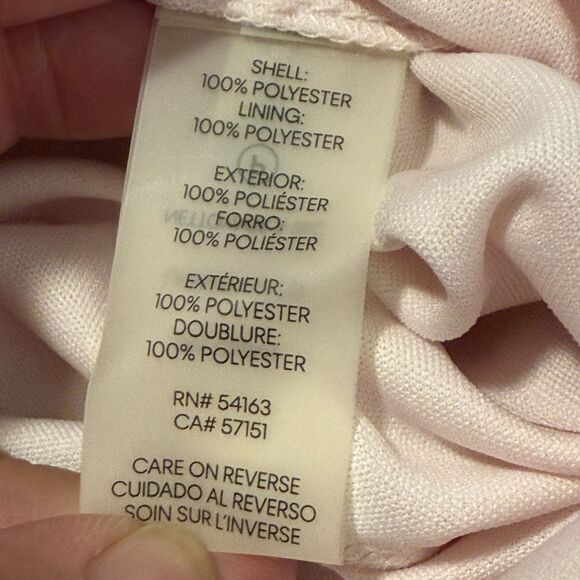 SHELL:
100% POLYESTER
LINING:
100% POLYESTER
EXTERIOR:
100% POLIÉSTER
FORRO:
100% POLIÉSTER
EXTÉRIEUR:
100% POLYESTER
DOUBLURE:
100% POLYESTER
RN# 54163
CA# 57151
CARE ON REVERSE
CUIDADO AL REVERSO
SOIN SUR L'INVERSE